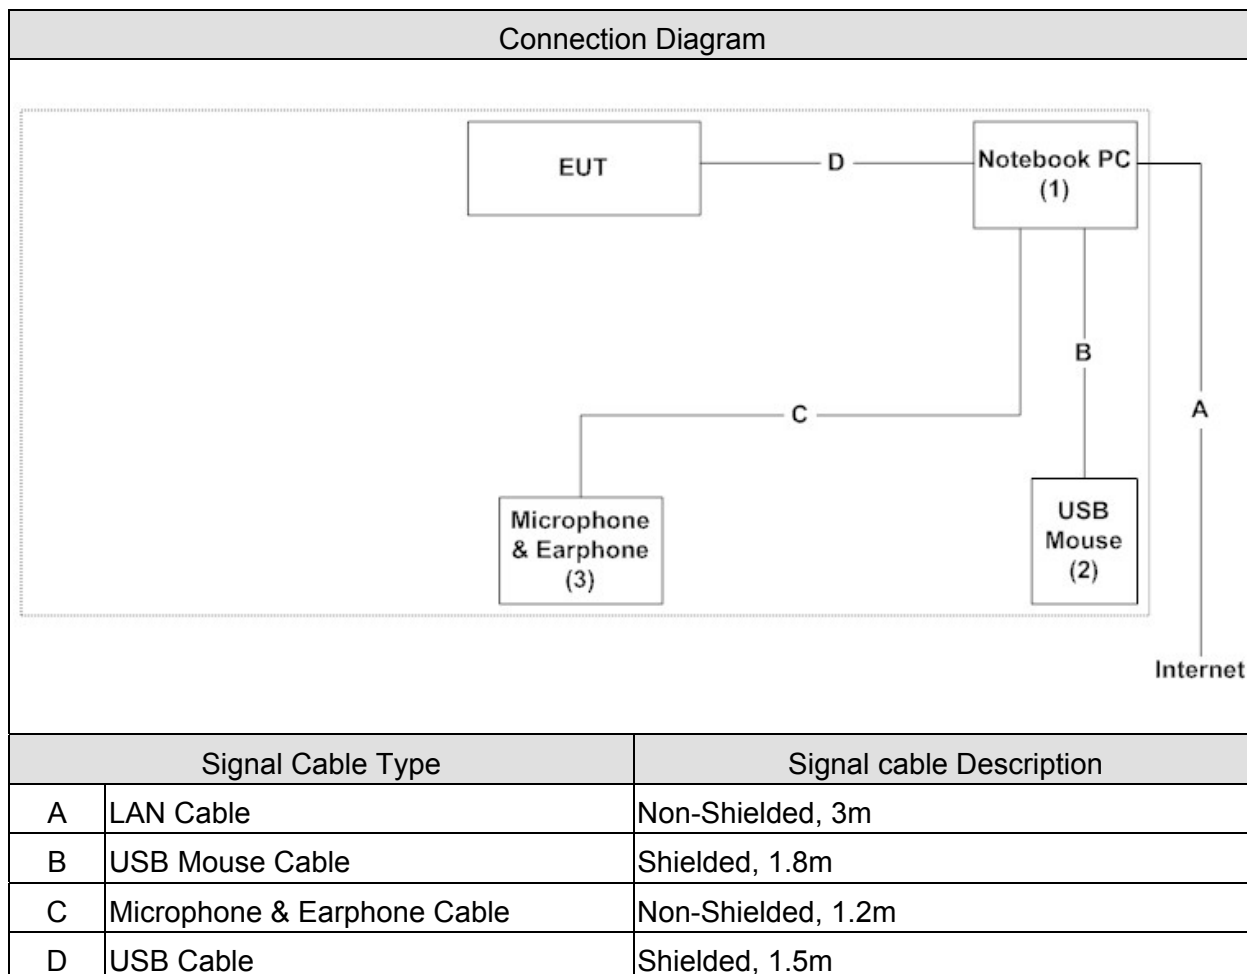 Connection Diagram
EUT
D
Notebook PC
(1)
B
A
C
Microphone
& Earphone
(3)
USB
Mouse
(2)
Internet
Signal Cable Type Signal cable Description
A LAN Cable Non-Shielded, 3m
B USB Mouse Cable Shielded, 1.8m
C Microphone & Earphone Cable Non-Shielded, 1.2m
D USB Cable Shielded, 1.5m